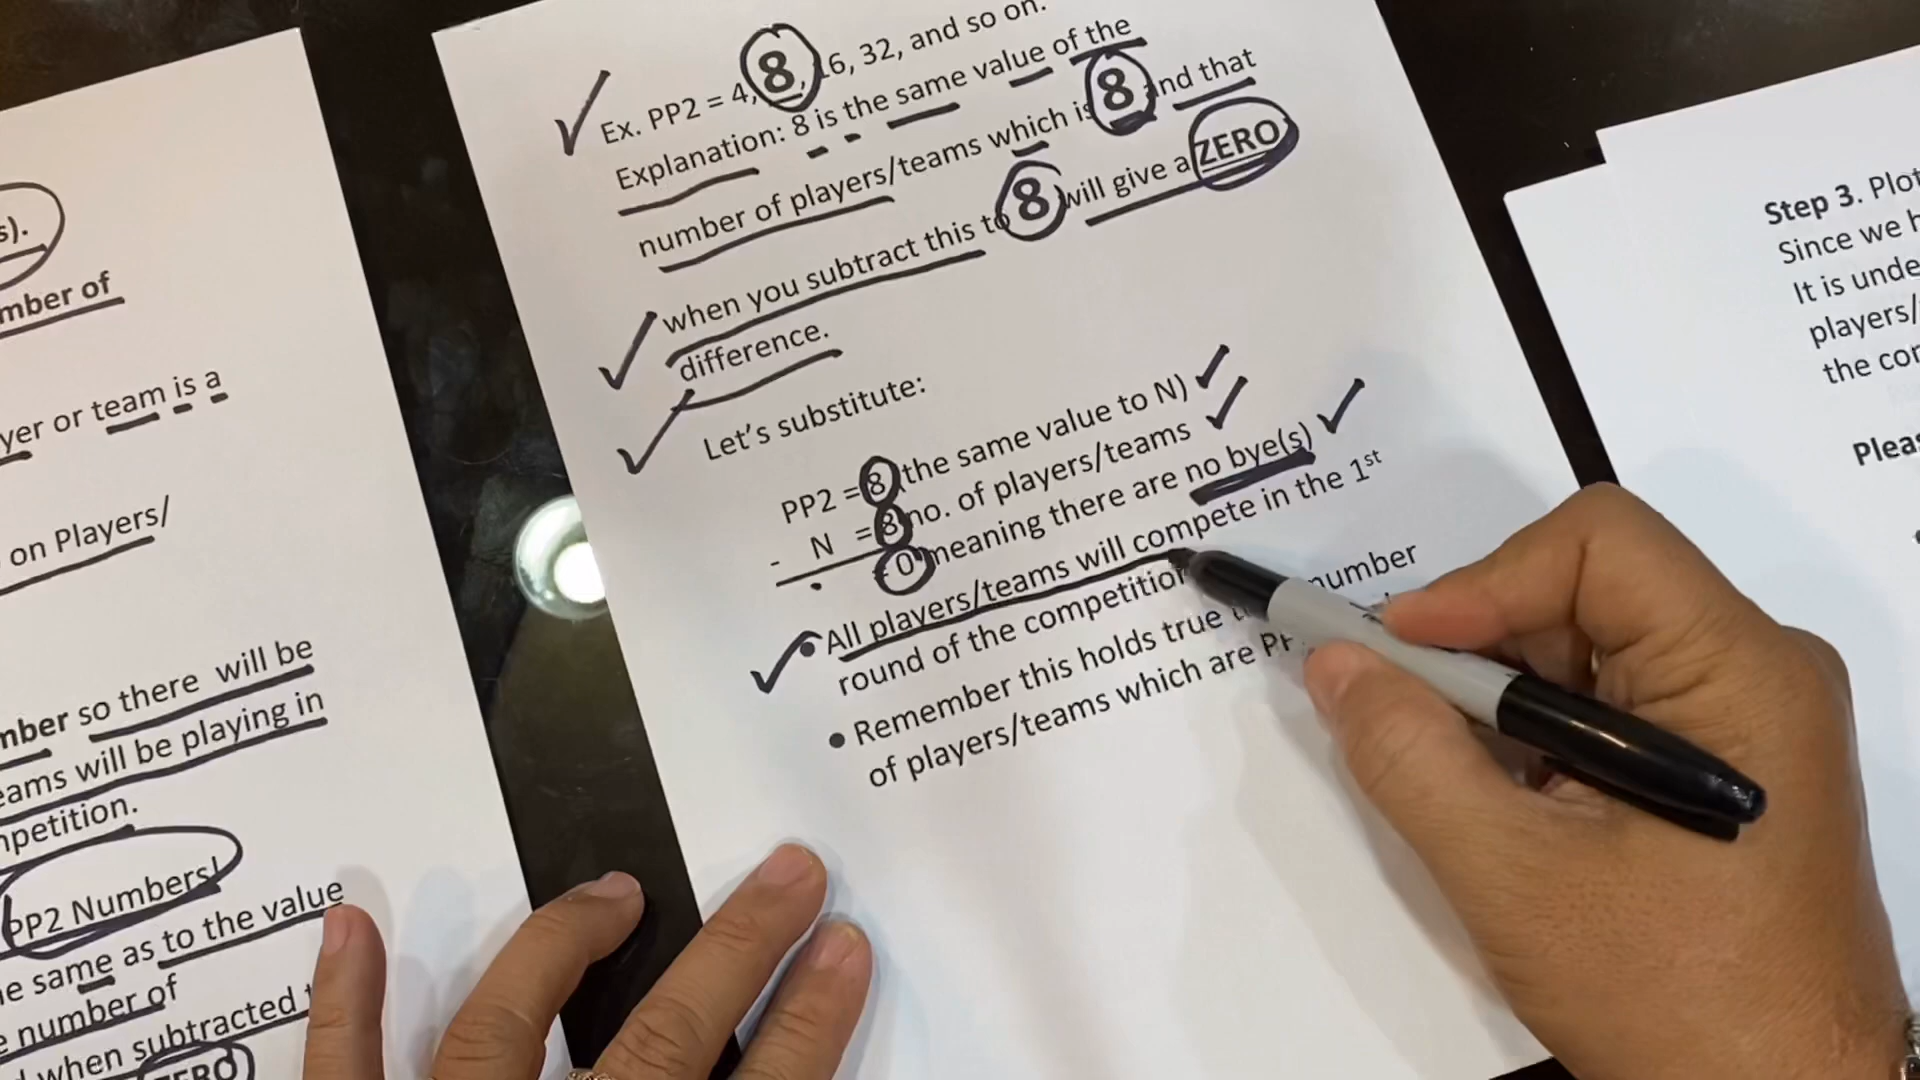 s).
mber of
yer or team is a
on Players/
mber so there will be
eams will be playing in
mpetition.
PP2 Numbers!
e same as to the value
e number of
when subtracted
ZERO
Ex. PP2 = 4, 8, 16, 32, and so on.
Explanation: 8 is the same value of the
number of players/teams which is 8 and that
when you subtract this to 8 will give a ZERO
difference.
Let's substitute:
PP2 = 8 (the same value to N)
- N = 8 no. of players/teams
= 0 meaning there are no bye(s)
• All players/teams will compete in the 1st
round of the competition
• Remember this holds true number
of players/teams which are
Step 3. Plot
Since we h
It is unde
players/
the cor
Pleas